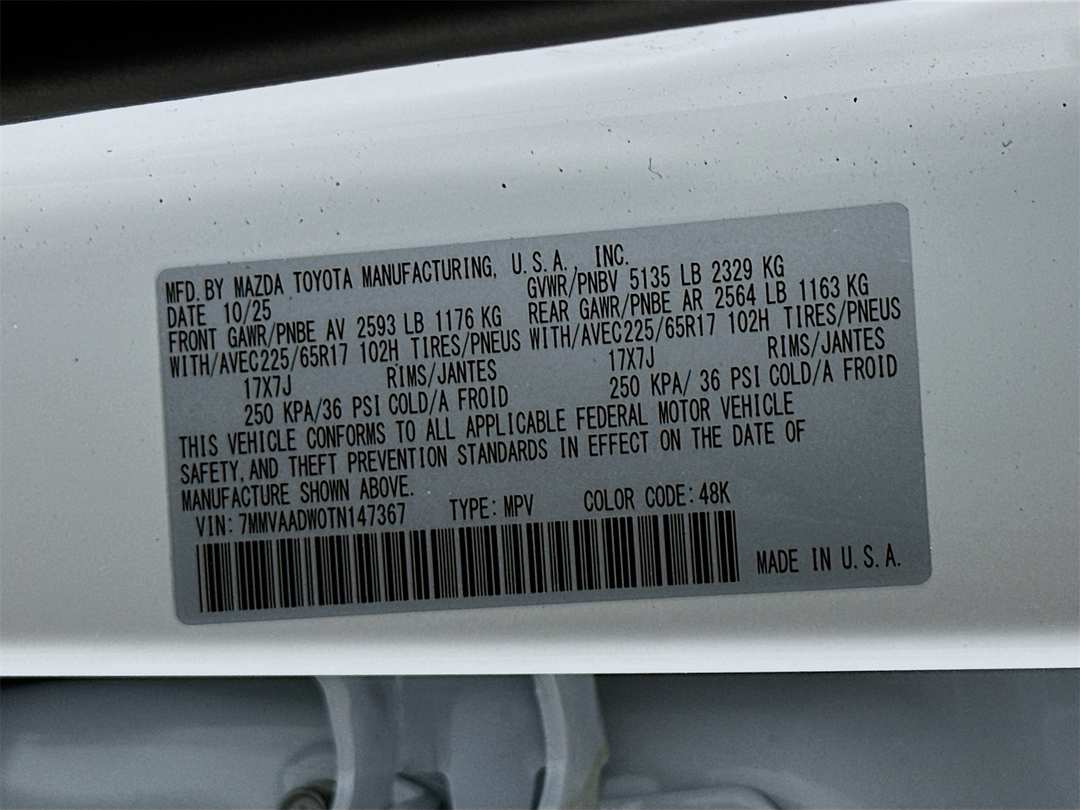 MFD. BY MAZDA TOYOTA MANUFACTURING, U.S.A., INC.
DATE 10/25 GVWR/PNBV 5135 LB 2329 KG
FRONT GAWR/PNBE AV 2593 LB 1176 KG REAR GAWR/PNBE AR 2564 LB 1163 KG
WITH/AVEC225/65R17 102H TIRES/PNEUS WITH/AVEC225/65R17 102H TIRES/PNEUS
17X7J RIMS/JANTES 17X7J RIMS/JANTES
250 KPA/36 PSI COLD/A FROID 250 KPA/ 36 PSI COLD/A FROID
THIS VEHICLE CONFORMS TO ALL APPLICABLE FEDERAL MOTOR VEHICLE
SAFETY, AND THEFT PREVENTION STANDARDS IN EFFECT ON THE DATE OF
MANUFACTURE SHOWN ABOVE.
VIN: 7MMVAADW0TN147367 TYPE: MPV COLOR CODE: 48K
MADE IN U.S.A.